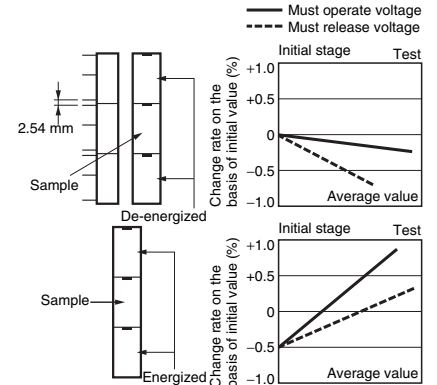 Must operate voltage
Must release voltage
Initial stage
Test
Change rate on the
basis of initial value (%)
+1.0
+0.5
0
−0.5
−1.0
Average value
2.54 mm
Sample
De-energized
Initial stage
Test
Change rate on the
basis of initial value (%)
+1.0
+0.5
0
−0.5
−1.0
Average value
Sample
Energized